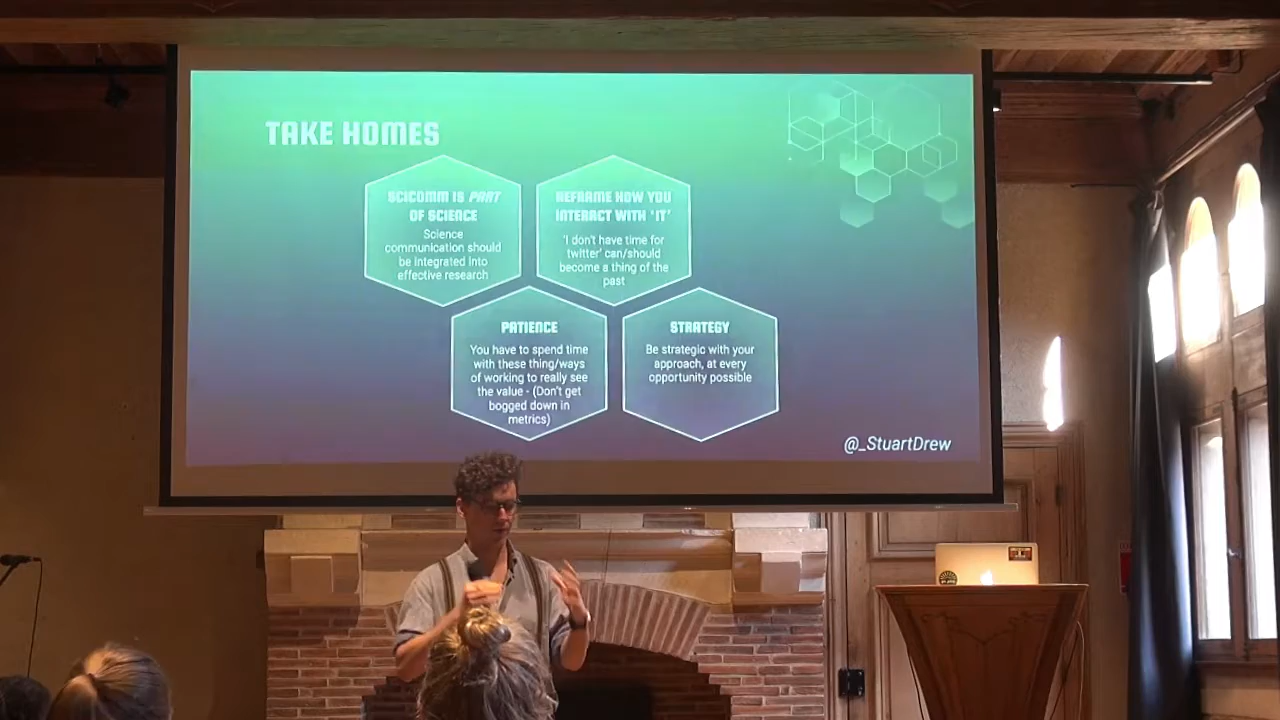 TAKE HOMES
SCICOMM IS PART
OF SCIENCE
Science
communication should
be integrated into
effective research
REFRAME HOW YOU
INTERACT WITH 'IT'
'I don't have time for
twitter' can/should
become a thing of the
past
PATIENCE
You have to spend time
with these thing/ways
of working to really see
the value - (Don't get
bogged down in
metrics)
STRATEGY
Be strategic with your
approach, at every
opportunity possible
@_StuartDrew